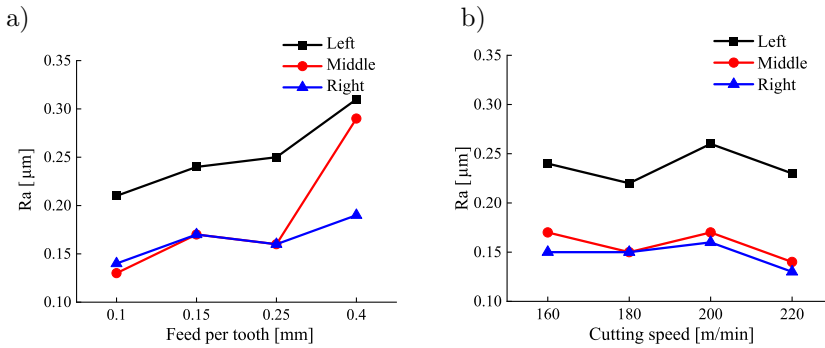 a)
Left
Middle
Right
0.35
0.30
0.25
0.20
0.15
0.10
Ra [ μm]
0.1 0.15 0.25 0.4
Feed per tooth [mm]
b)
Left
Middle
Right
0.35
0.30
0.25
0.20
0.15
0.10
Ra [ μm]
160 180 200 220
Cutting speed [m/min]